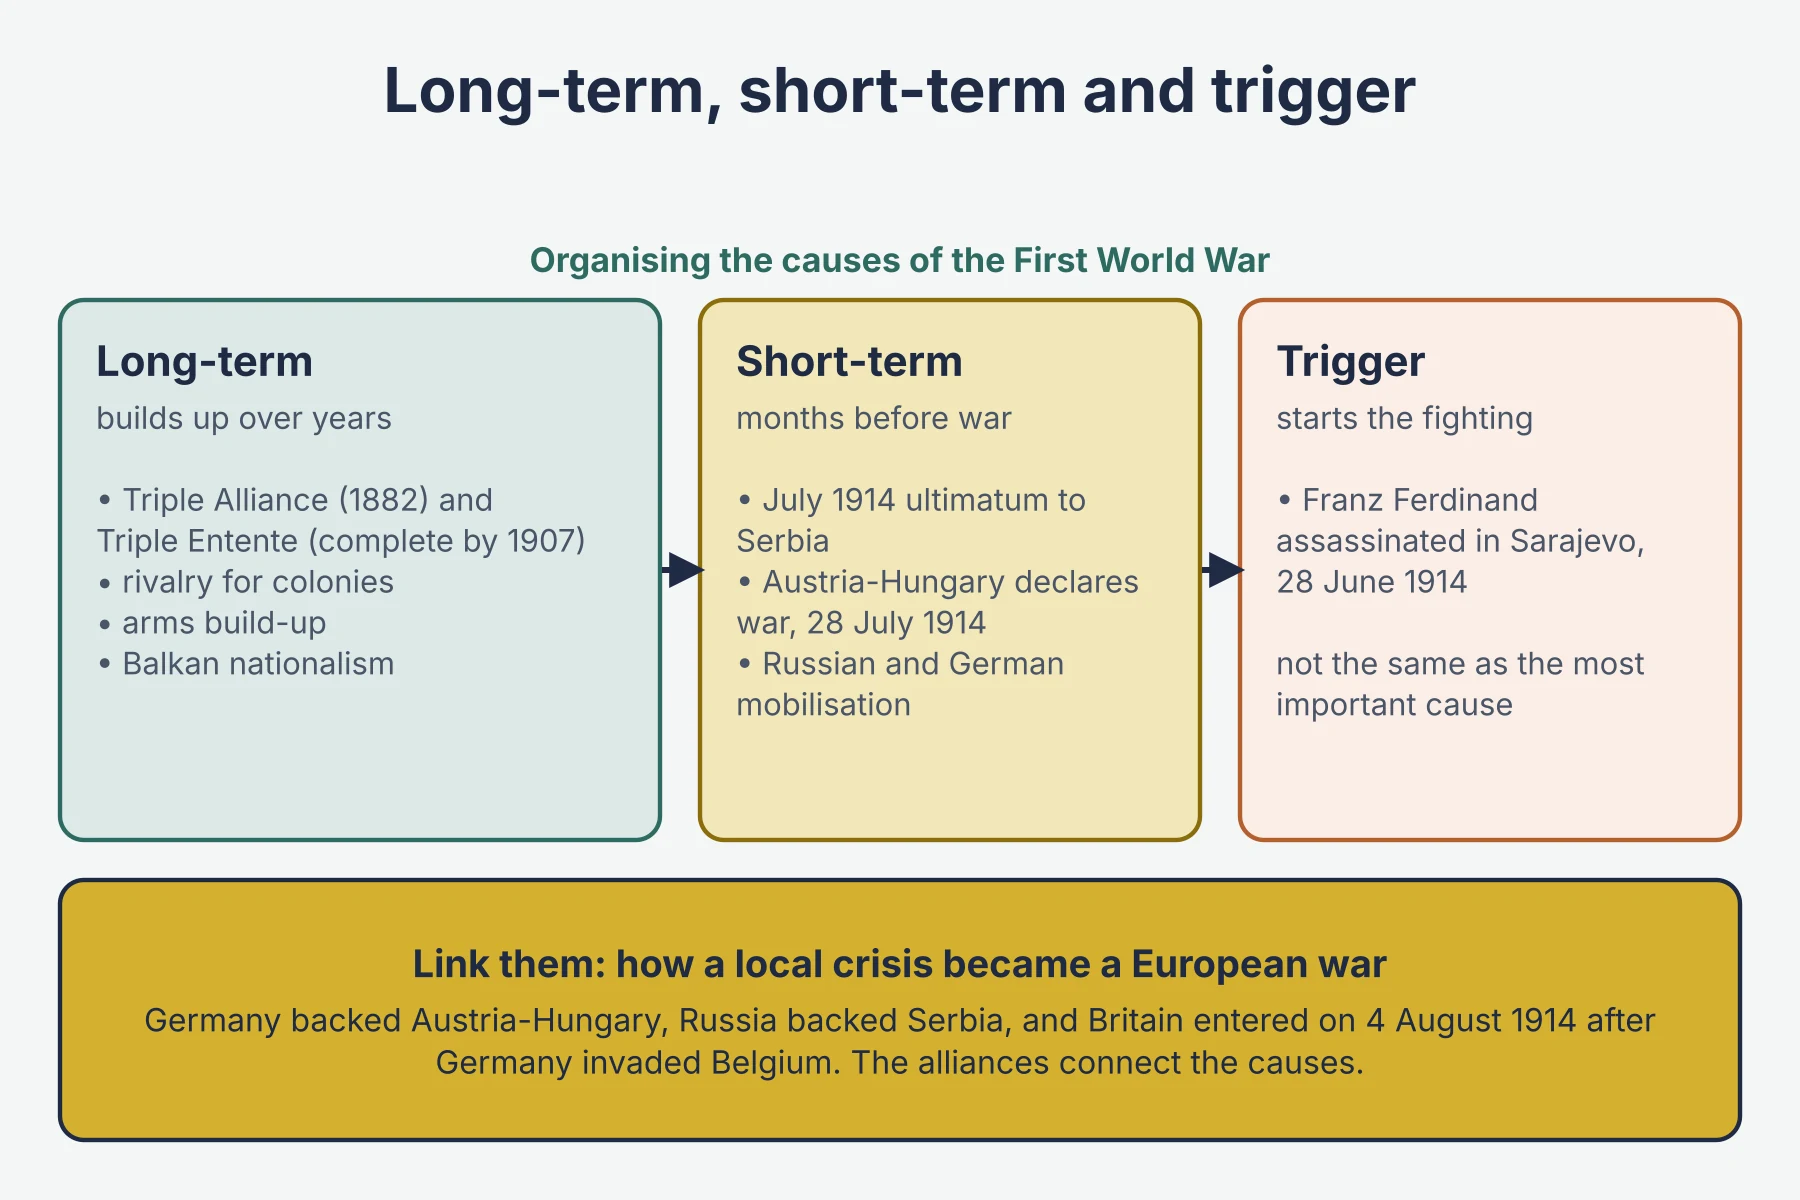 Long-term, short-term and trigger
Organising the causes of the First World War
Long-term
builds up over years
• Triple Alliance (1882) and
Triple Entente (complete by 1907)
• rivalry for colonies
• arms build-up
• Balkan nationalism
Short-term
months before war
• July 1914 ultimatum to
Serbia
• Austria-Hungary declares
war, 28 July 1914
• Russian and German
mobilisation
Trigger
starts the fighting
• Franz Ferdinand
assassinated in Sarajevo,
28 June 1914
not the same as the most
important cause
Link them: how a local crisis became a European war
Germany backed Austria-Hungary, Russia backed Serbia, and Britain entered on 4 August 1914 after
Germany invaded Belgium. The alliances connect the causes.